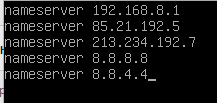 nameserver 192.168.8.1
nameserver 85.21.192.5
nameserver 213.234.192.7
nameserver 8.8.8.8
nameserver 8.8.4.4_